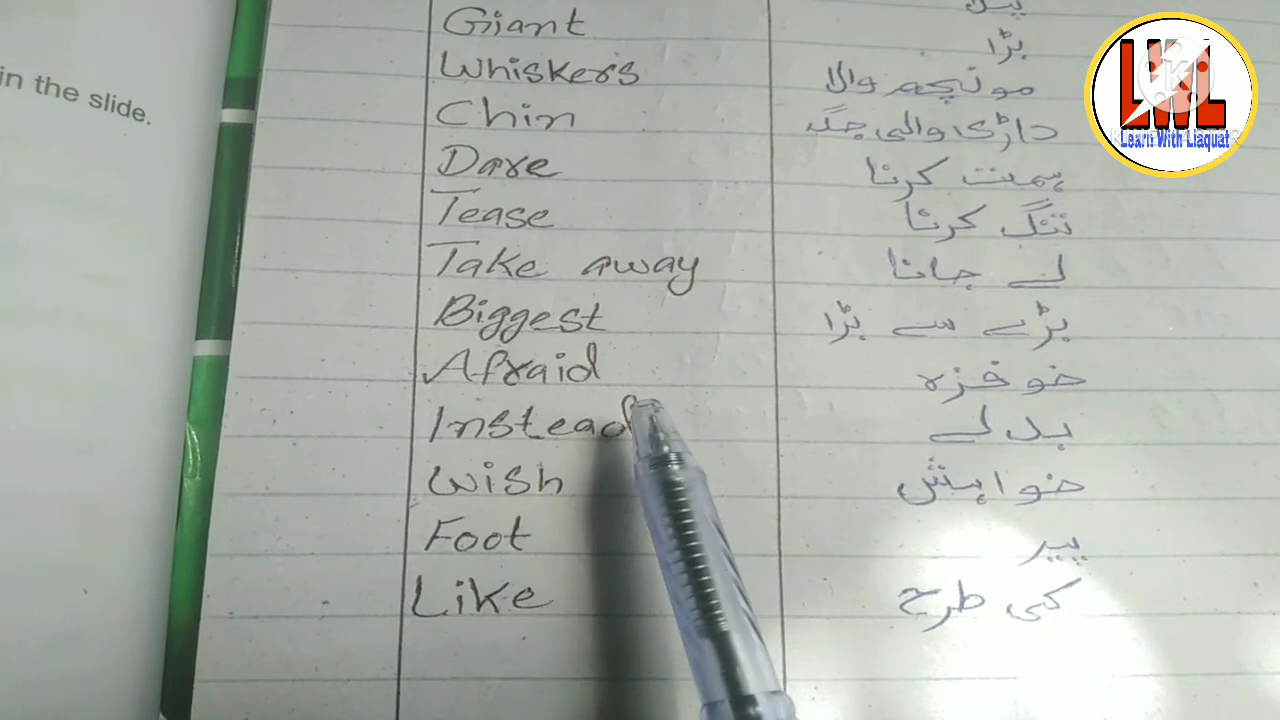 in the slide.
Giant بڑا
Whiskers مونچھ والا
Chin داڑی والی جگہ
Dare ہمت کرنا
Tease تنگ کرنا
Take away لے جانا
Biggest بڑے سے بڑا
Afraid خوفزہ
Instead بدلے
Wish خواہش
Foot پیر
Like کی طرح
LWL
Learn With Liaquat